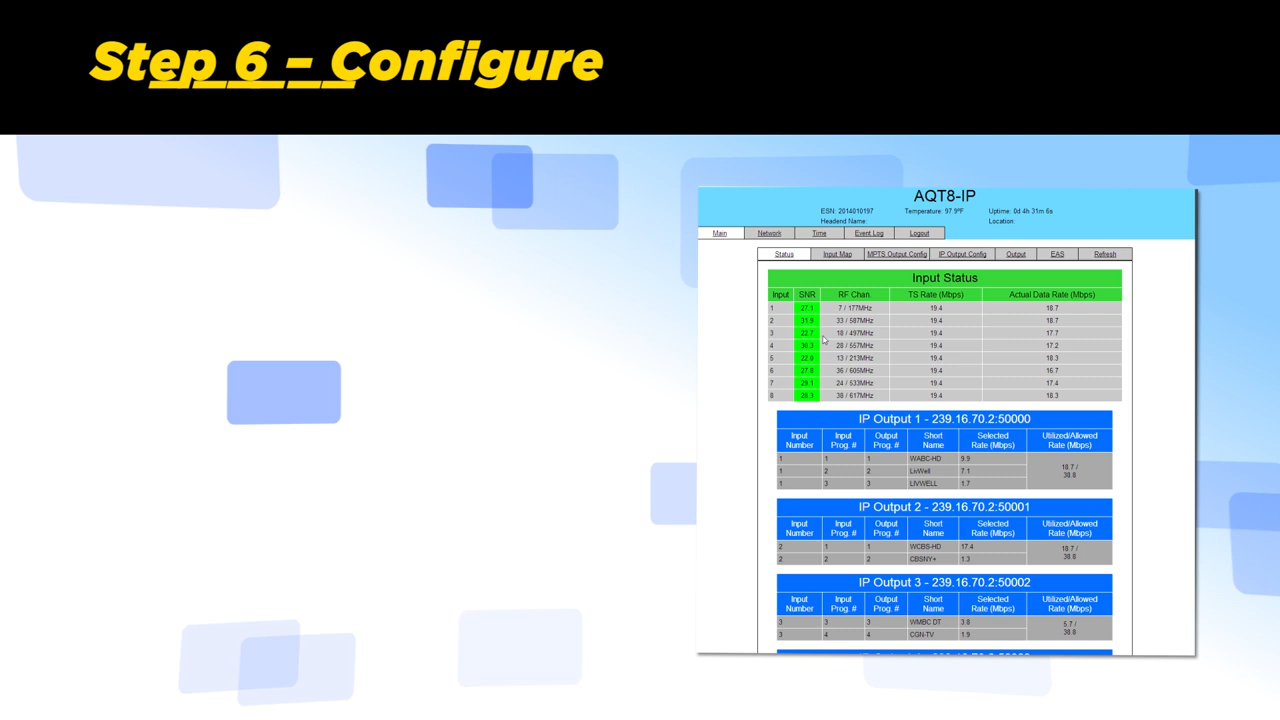 Step 6 – Configure
AQT8-IP
ESN: 2014010197 Temperature: 97.9°F Uptime: 0d 4h 31m 6s
Headend Name: Location:
Main Network Time Event Log Logout
Status Input Map MPTS Output Config IP Output Config Output EAS Refresh
Input Status
Input SNR RF Chan. TS Rate (Mbps) Actual Data Rate (Mbps)
1 27.1 7 / 177MHz 19.4 18.7
2 31.9 33 / 587MHz 19.4 18.7
3 22.7 18 / 497MHz 19.4 17.7
4 30.3 28 / 557MHz 19.4 17.2
5 22.8 13 / 213MHz 19.4 18.3
6 27.8 36 / 605MHz 19.4 16.7
7 29.1 24 / 533MHz 19.4 17.4
8 28.3 38 / 617MHz 19.4 18.3
IP Output 1 - 239.16.70.2:50000
Input Number Input Prog. # Output Prog. # Short Name Selected Rate (Mbps) Utilized/Allowed Rate (Mbps)
1 1 1 WABC-HD 9.9
1 2 2 LivWell 7.1
1 3 3 LIVWELL 1.7
18.7 / 38.8
IP Output 2 - 239.16.70.2:50001
Input Number Input Prog. # Output Prog. # Short Name Selected Rate (Mbps) Utilized/Allowed Rate (Mbps)
2 1 1 WCBS-HD 17.4
2 2 2 CBSNY+ 1.3
18.7 / 38.8
IP Output 3 - 239.16.70.2:50002
Input Number Input Prog. # Output Prog. # Short Name Selected Rate (Mbps) Utilized/Allowed Rate (Mbps)
3 3 3 WMBC DT 3.8
3 4 4 CGN-TV 1.9
5.7 / 38.8